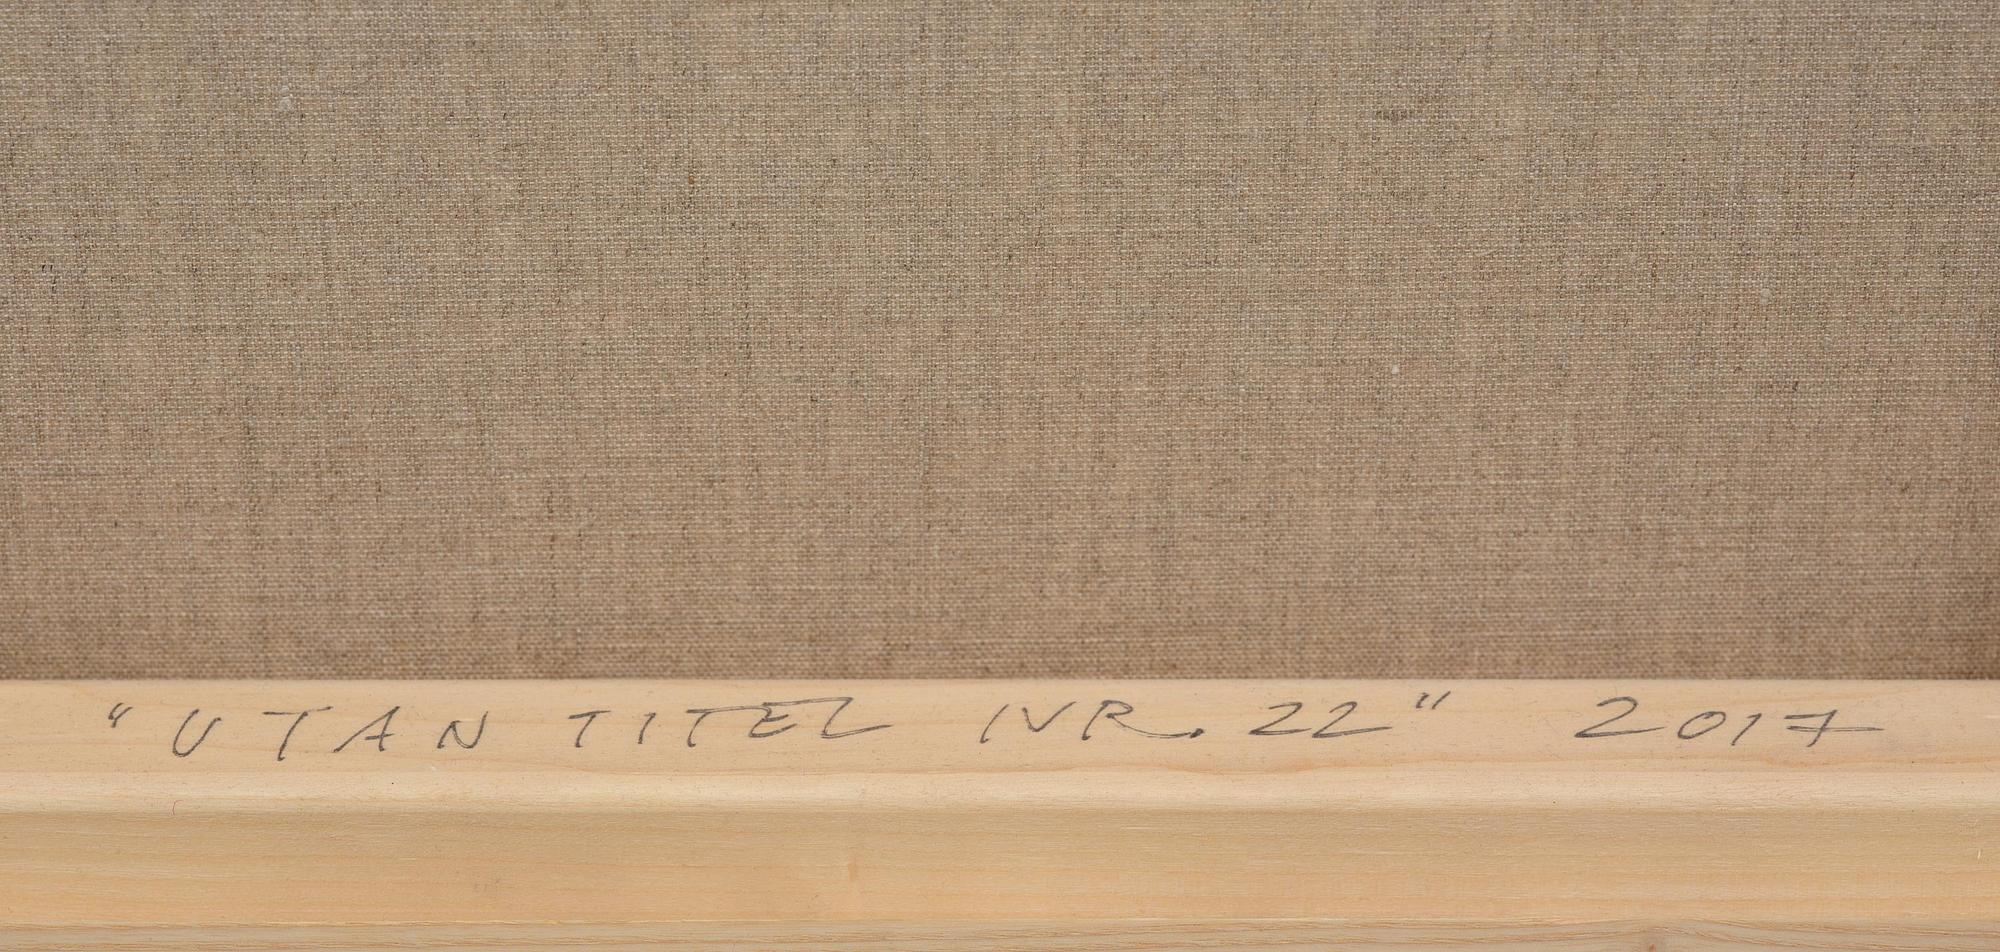 "UTAN TITEL NR. 22" 2017